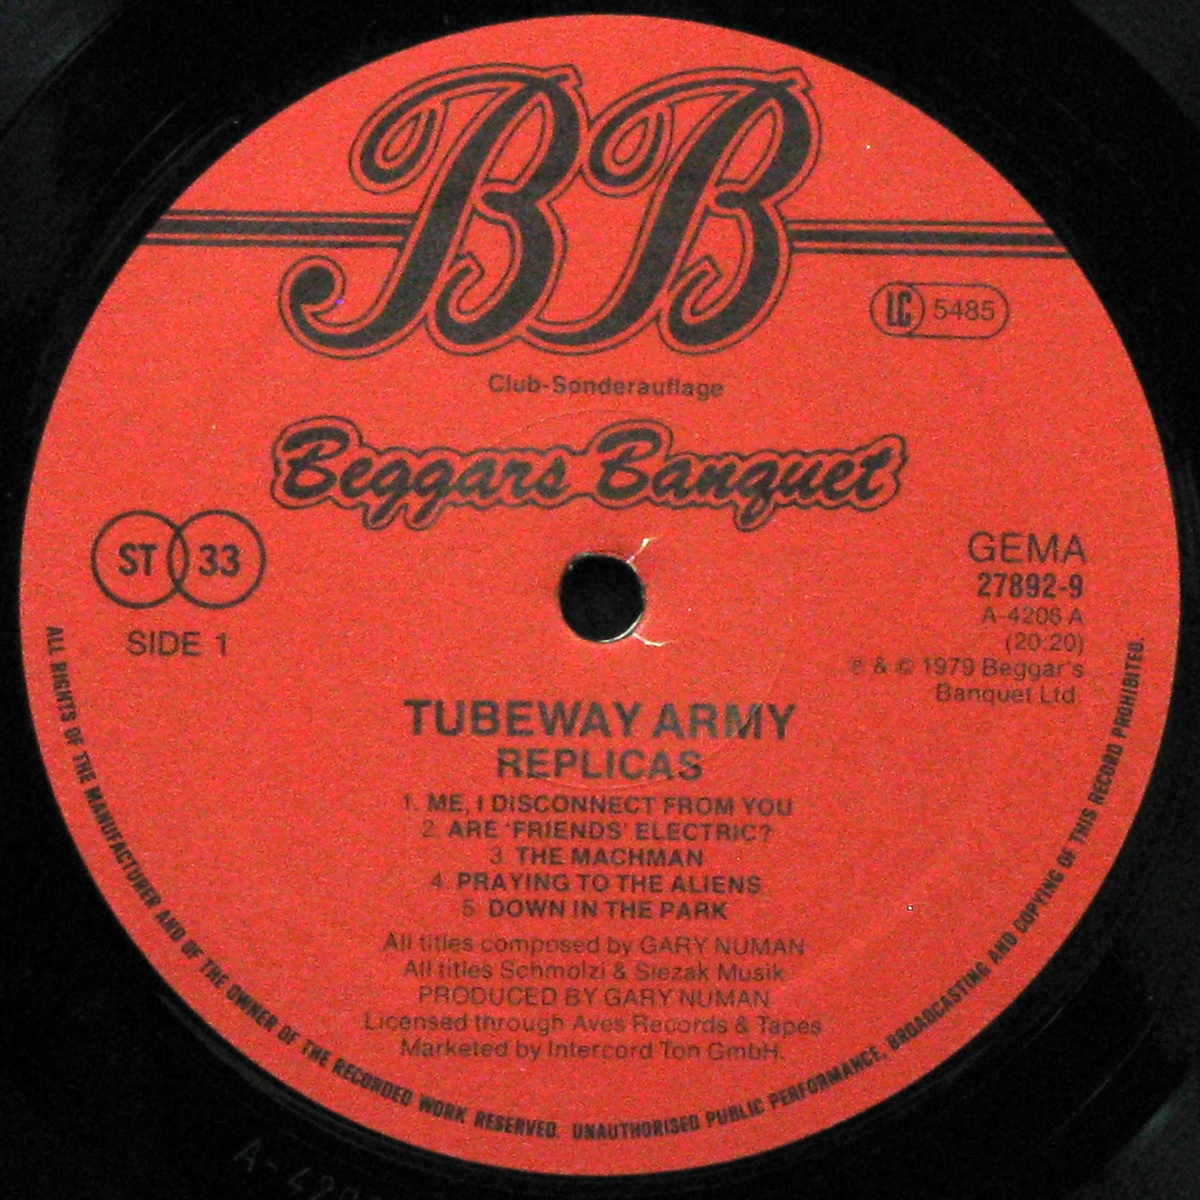 BB
LC 5485
Club-Sonderauflage
Beggars Banquet
ST 33
SIDE 1
GEMA
27892-9
A-4206 A
(20:20)
℗ & © 1979 Beggar's
Banquet Ltd.
TUBEWAY ARMY
REPLICAS
1. ME, I DISCONNECT FROM YOU
2. ARE 'FRIENDS' ELECTRIC?
3. THE MACHMAN
4. PRAYING TO THE ALIENS
5. DOWN IN THE PARK
All titles composed by GARY NUMAN
All titles Schmolzi & Slezak Musik
PRODUCED BY GARY NUMAN
Licensed through Aves Records & Tapes
Marketed by Intercord Ton GmbH.
ALL RIGHTS OF THE MANUFACTURER AND OF THE OWNER OF THE RECORDED WORK RESERVED. UNAUTHORISED PUBLIC PERFORMANCE, BROADCASTING AND COPYING OF THIS RECORD PROHIBITED.